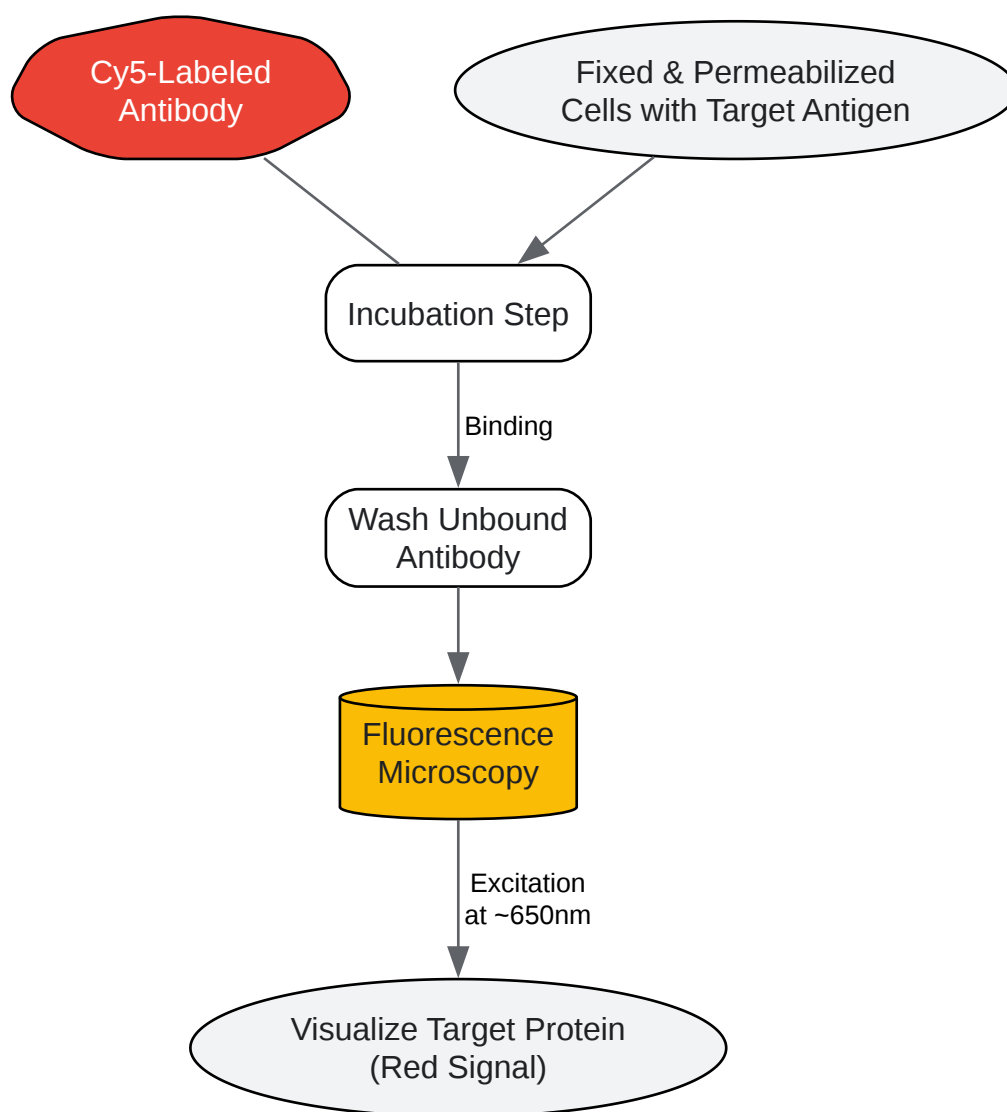 Cy5-Labeled
Antibody
Fixed & Permeabilized
Cells with Target Antigen
Incubation Step
Binding
Wash Unbound
Antibody
Fluorescence
Microscopy
Excitation
at ~650nm
Visualize Target Protein
(Red Signal)